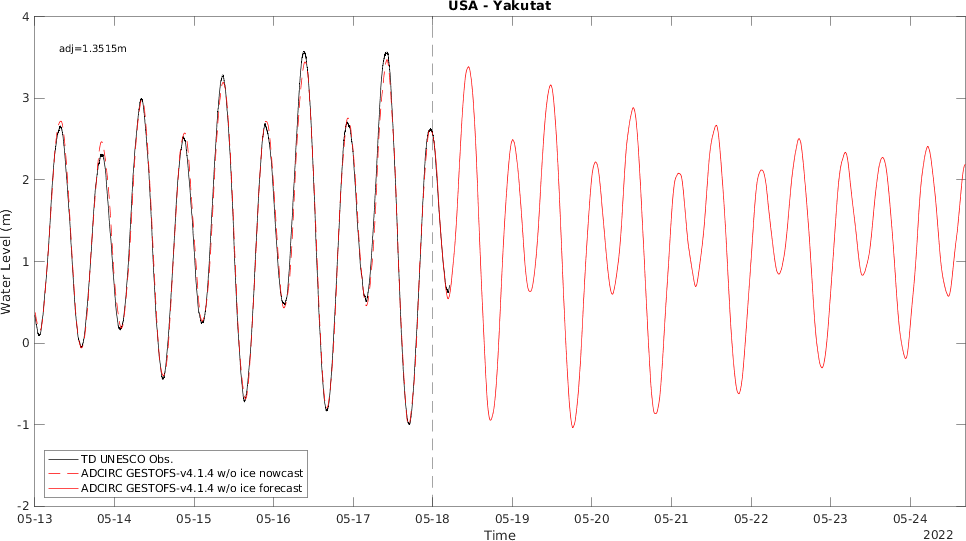 USA - Yakutat
adj=1.3515m
4
3
2
1
0
-1
-2
Water Level (m)
TD UNESCO Obs.
ADCIRC GESTOFS-v4.1.4 w/o ice nowcast
ADCIRC GESTOFS-v4.1.4 w/o ice forecast
05-13 05-14 05-15 05-16 05-17 05-18 05-19 05-20 05-21 05-22 05-23 05-24
Time
2022